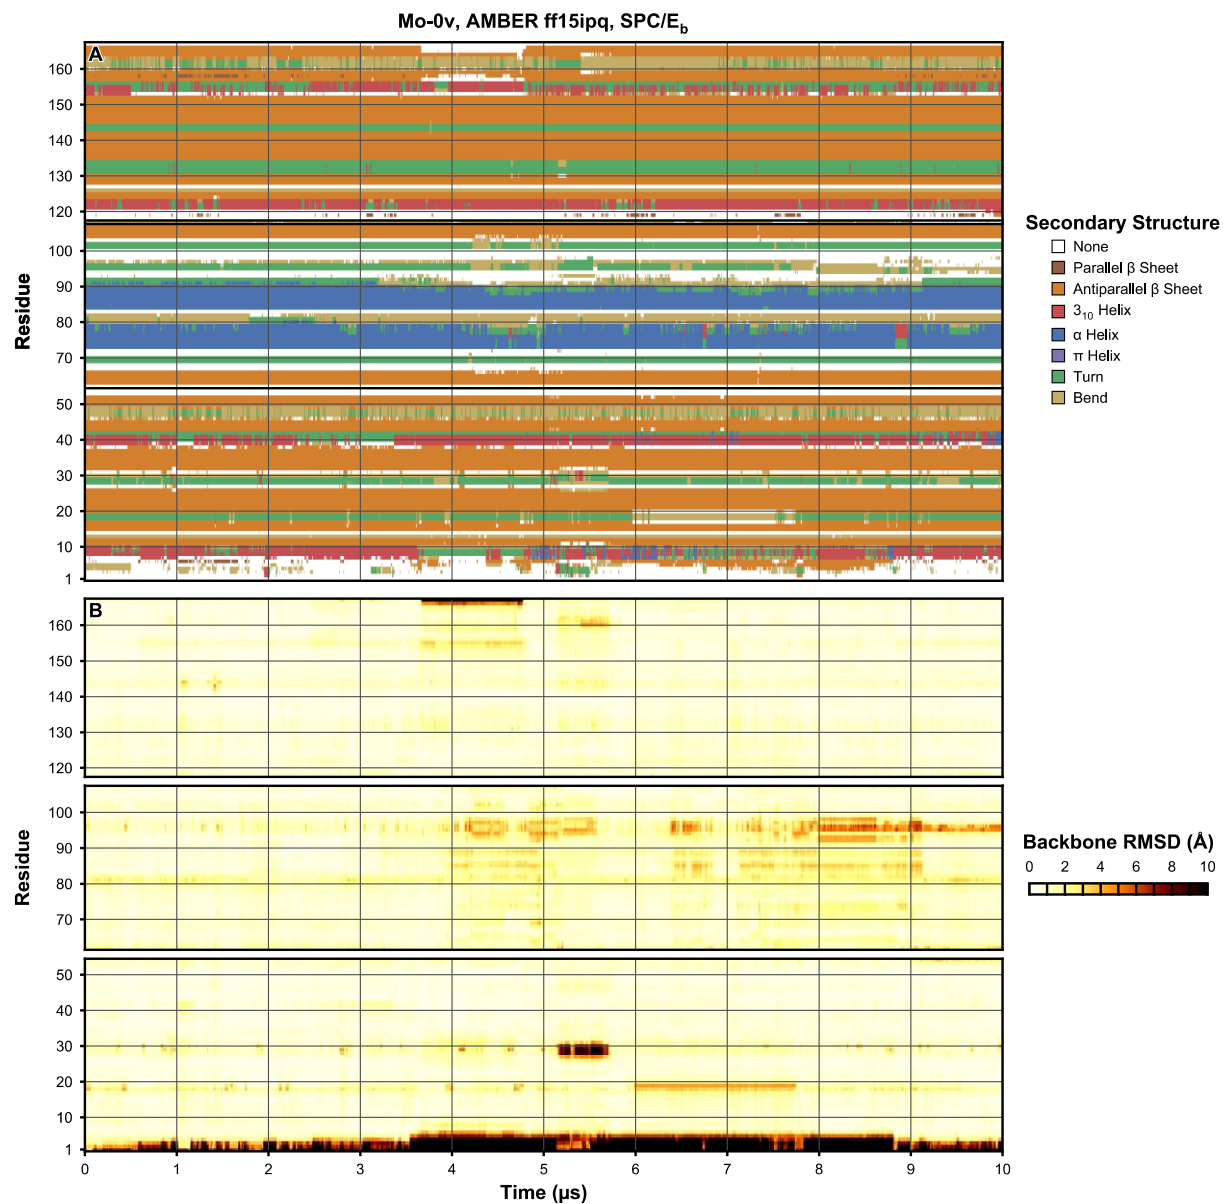 Mo-0v, AMBER ff15ipq, SPC/E_b
A
160
150
140
130
120
100
90
80
70
50
40
30
20
10
1
Residue
Secondary Structure
None
Parallel β Sheet
Antiparallel β Sheet
3₁₀ Helix
α Helix
π Helix
Turn
Bend
B
160
150
140
130
120
100
90
80
70
50
40
30
20
10
1
Residue
Backbone RMSD (Å)
0 2 4 6 8 10
0 1 2 3 4 5 6 7 8 9 10
Time (µs)